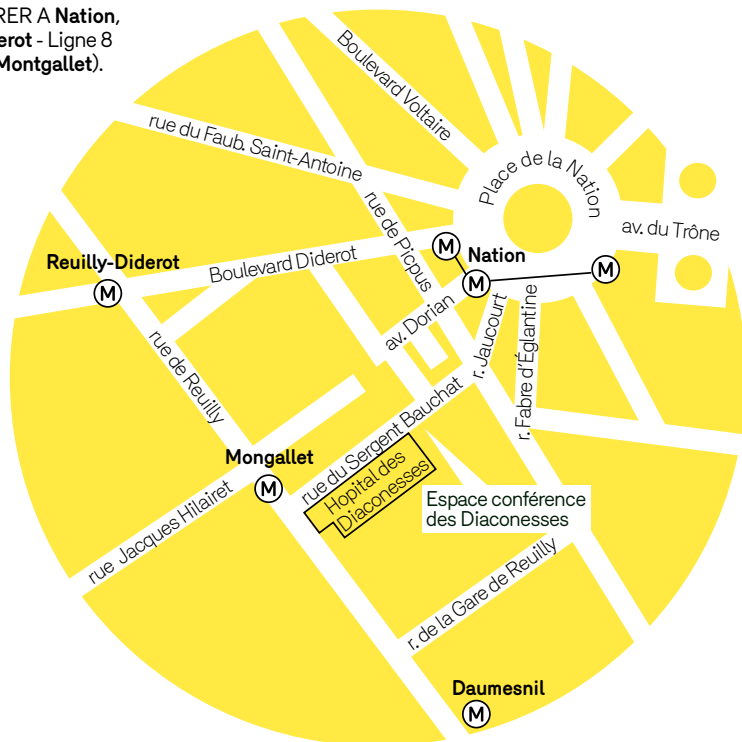 RER A Nation,
erot - Ligne 8
Montgallet).
Boulevard Voltaire
rue du Faub. Saint-Antoine
Place de la Nation
rue de Picpus
av. du Trône
M
Nation
Reuilly-Diderot
Boulevard Diderot
M
M
M
av. Dorian
r. Jaucourt
r. Fabre d'Églantine
rue de Reuilly
rue du Sergent Bauchat
Mongallet
M
Hopital des
Diaconesses
Espace conférence
des Diaconesses
rue Jacques Hilairet
r. de la Gare de Reuilly
Daumesnil
M